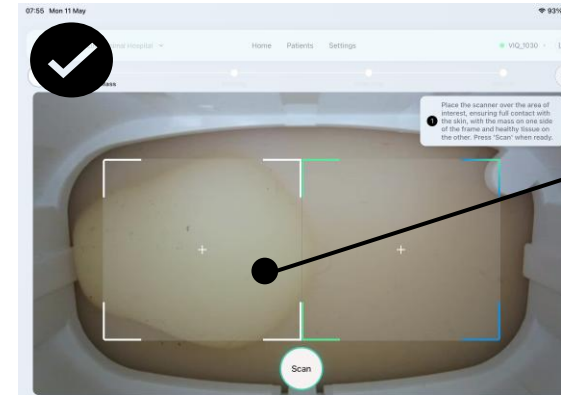 07:55 Mon 11 May
93%
Hospital
Home Patients Settings
VIQ_1030
1
Place the scanner over the area of
interest, ensuring full contact with
the skin, with the mass on one side
of the frame and healthy tissue on
the other. Press 'Scan' when ready.
Scan